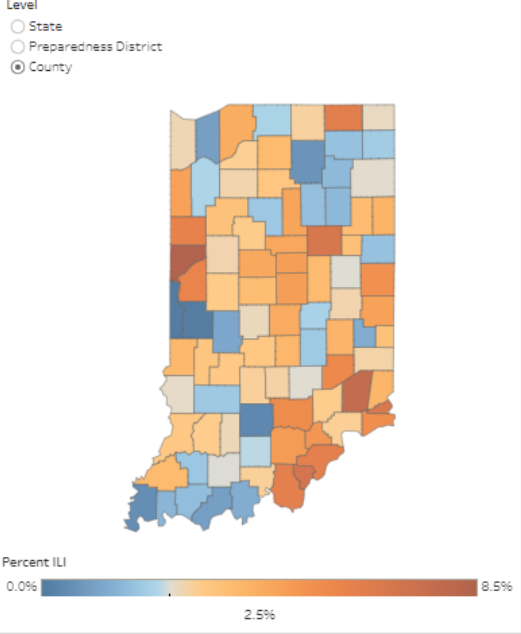 Level
State
Preparedness District
County
Percent ILI
0.0%
8.5%
2.5%